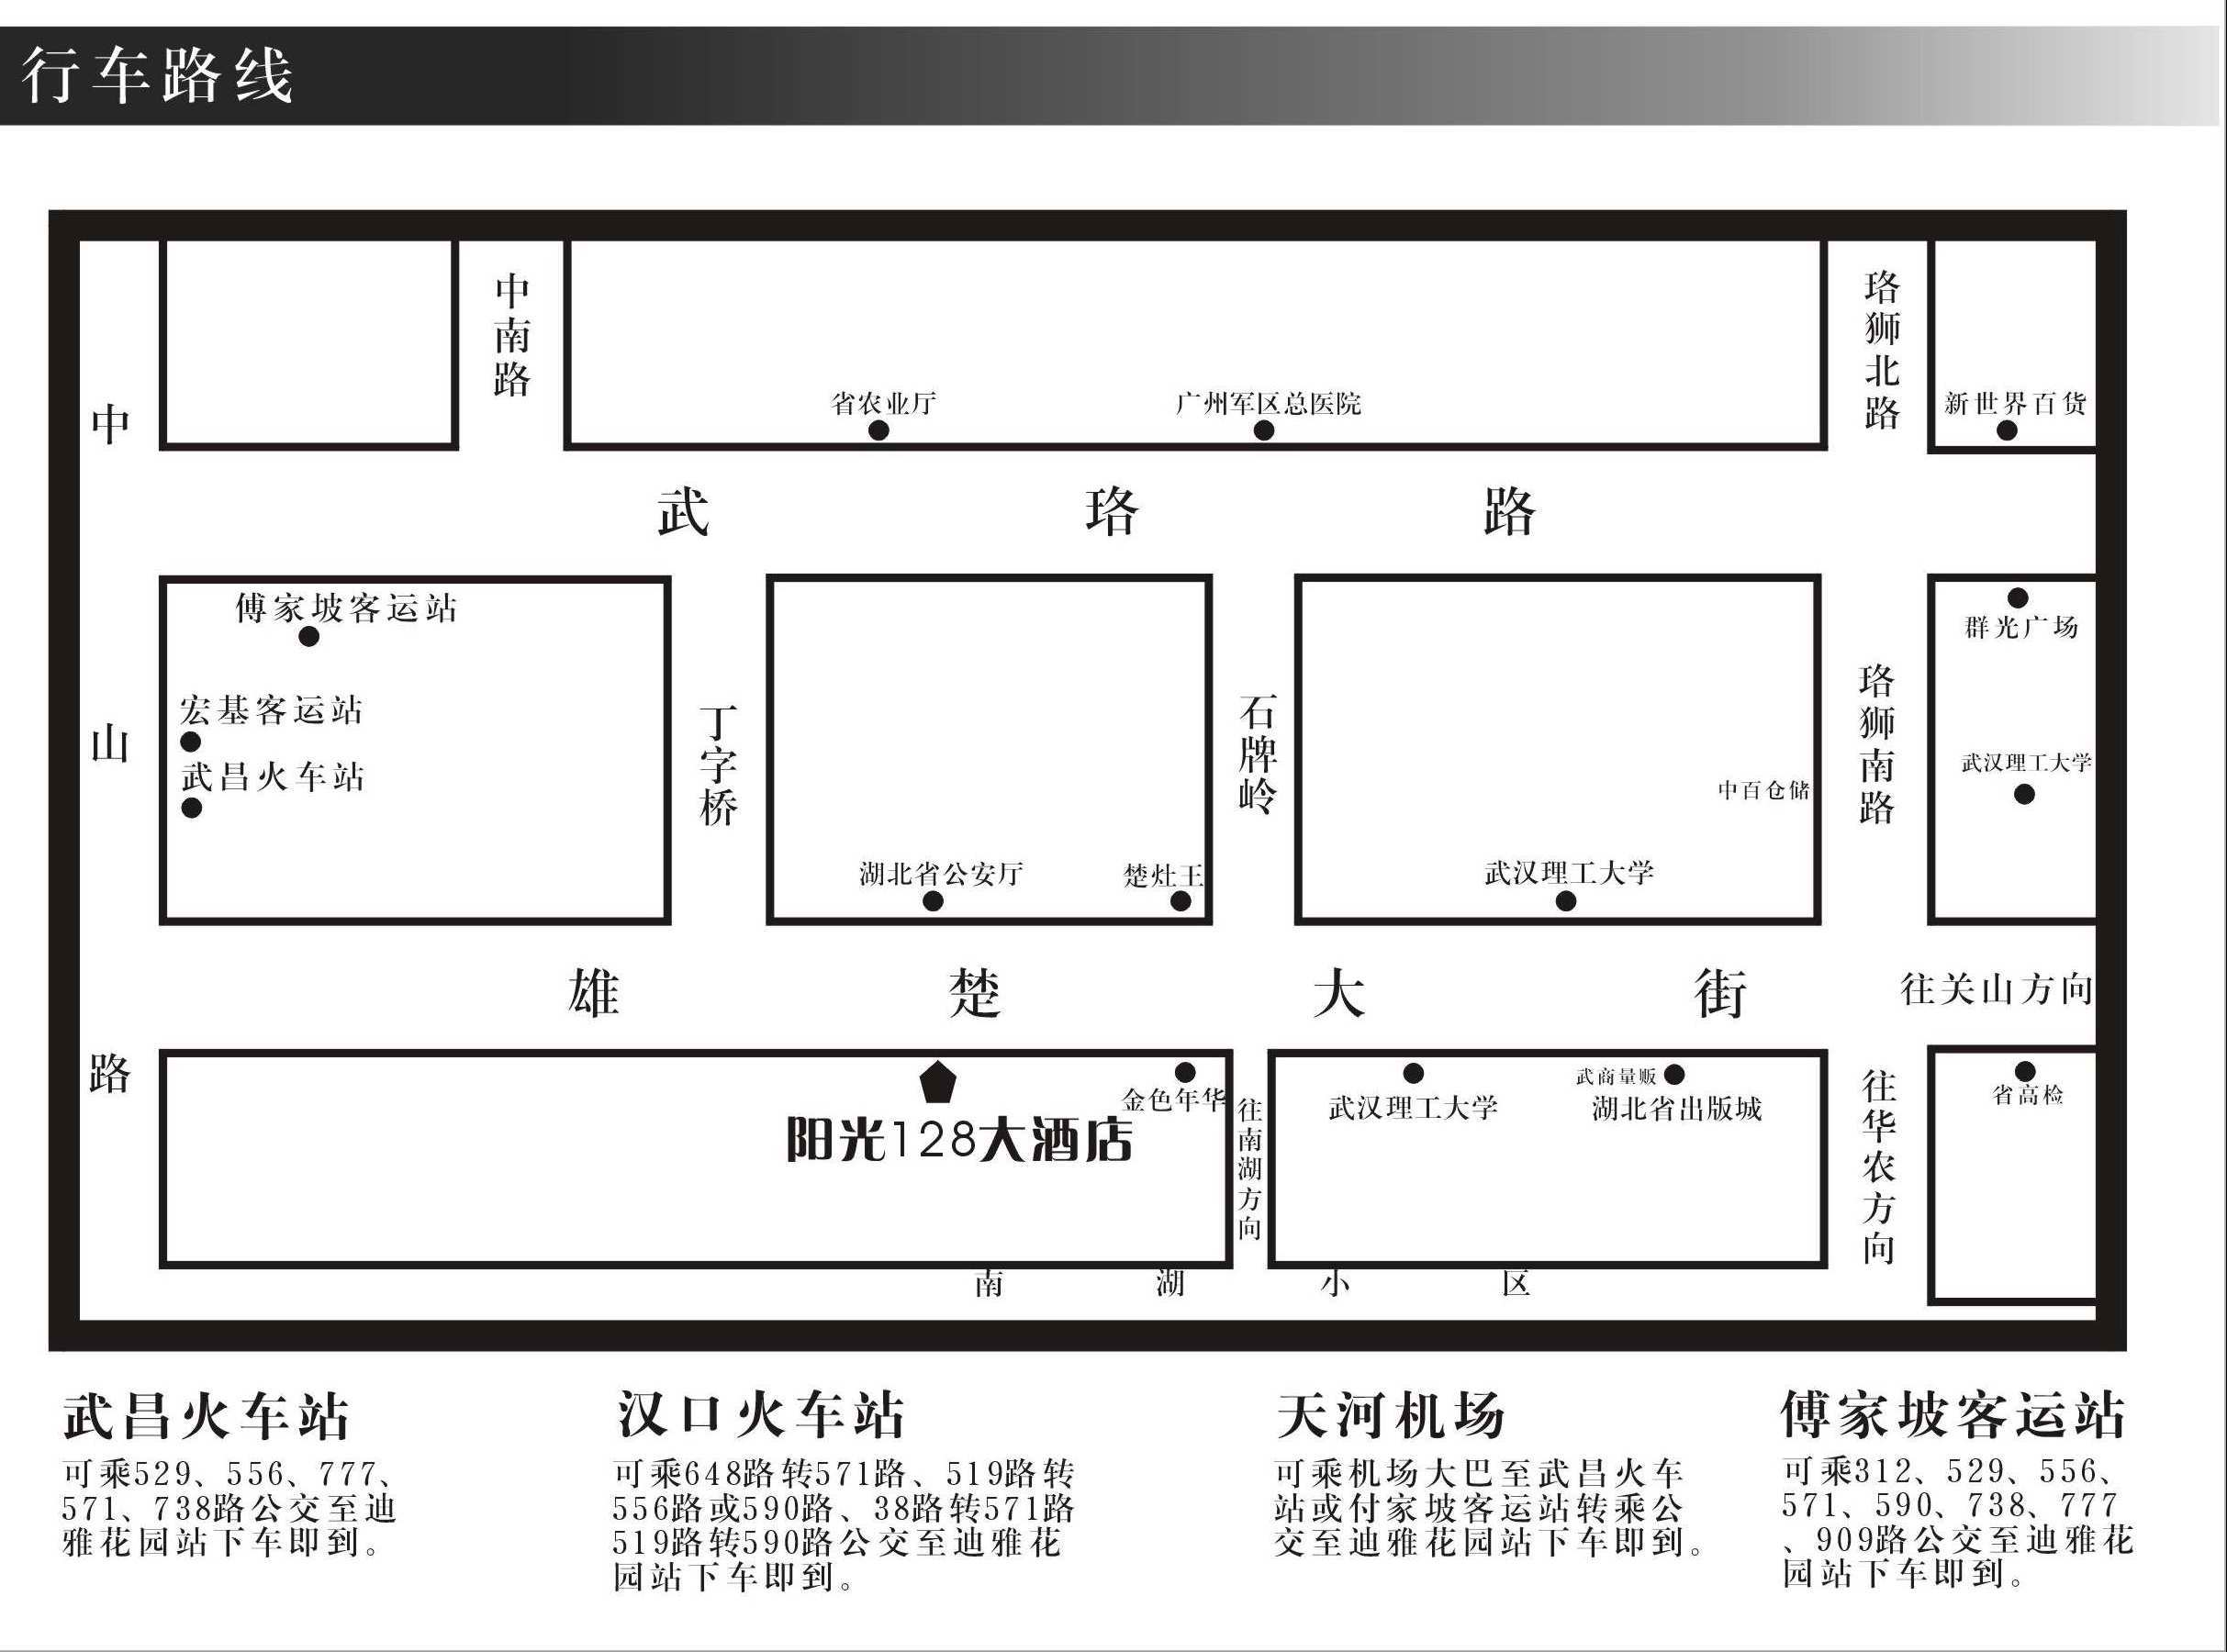 行车路线
中南路
珞狮北路
省农业厅
广州军区总医院
新世界百货
中山路
武珞路
傅家坡客运站
宏基客运站
武昌火车站
丁字桥
石牌岭
珞狮南路
群光广场
武汉理工大学
中百仓储
湖北省公安厅
楚灶王
武汉理工大学
雄楚大街
往关山方向
阳光128大酒店
金色年华
往南湖方向
武汉理工大学
武商量贩
湖北省出版城
往华农方向
省高检
南湖小区
武昌火车站
可乘529、556、777、
571、738路公交至迪
雅花园站下车即到。
汉口火车站
可乘648路转571路、519路转
556路或590路、38路转571路
519路转590路公交至迪雅花
园站下车即到。
天河机场
可乘机场大巴至武昌火车
站或付家坡客运站转乘公
交至迪雅花园站下车即到。
傅家坡客运站
可乘312、529、556、
571、590、738、777
、909路公交至迪雅花
园站下车即到。